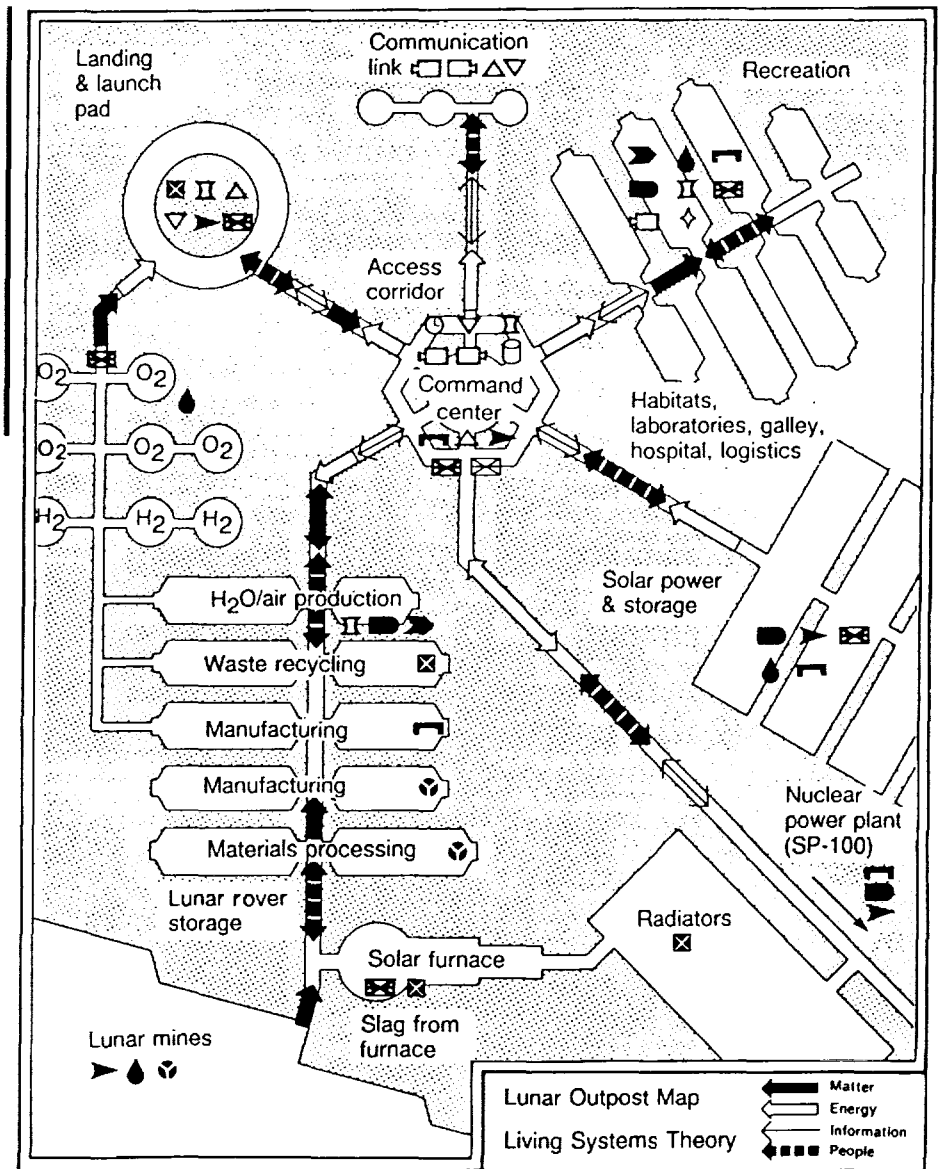 Landing
& launch
pad
Communication
link
Recreation
Access
corridor
Command
center
O2
O2
O2
O2
O2
H2
H2
H2
Habitats,
laboratories, galley,
hospital, logistics
Solar power
& storage
H2O/air production
Waste recycling
Manufacturing
Manufacturing
Materials processing
Lunar rover
storage
Nuclear
power plant
(SP-100)
Radiators
Solar furnace
Slag from
furnace
Lunar mines
Lunar Outpost Map
Living Systems Theory
Matter
Energy
Information
People